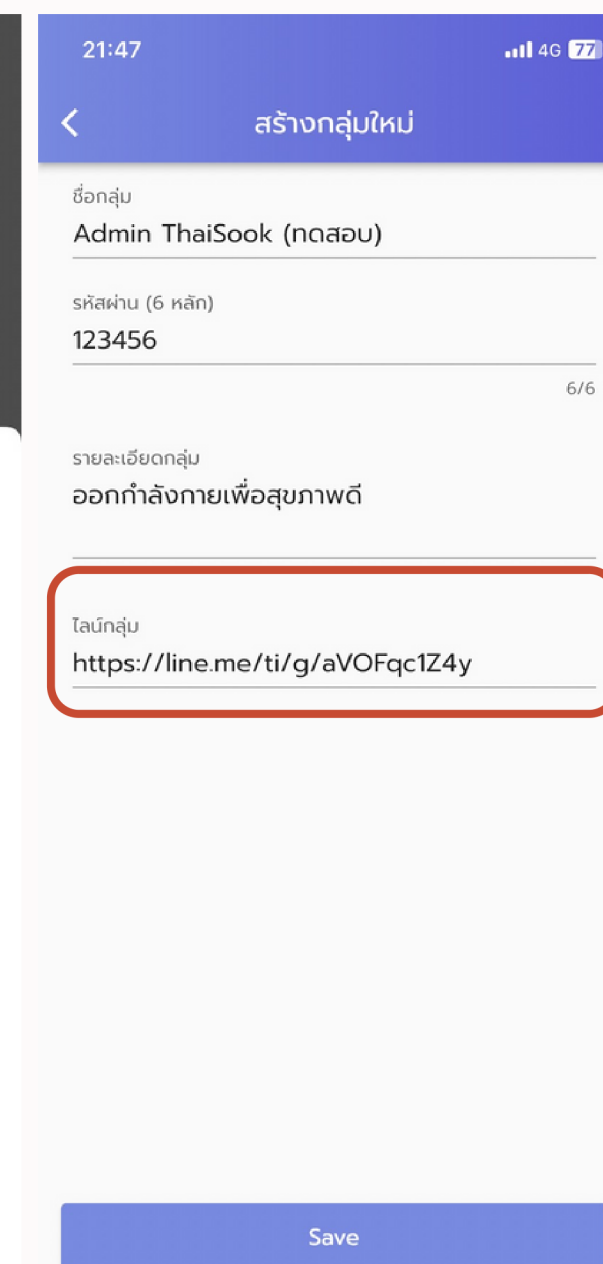 21:47
4G 77
สร้างกลุ่มใหม่
ชื่อกลุ่ม
Admin ThaiSook (ทดสอบ)
รหัสผ่าน (6 หลัก)
123456
6/6
รายละเอียดกลุ่ม
ออกกำลังกายเพื่อสุขภาพดี
ไลน์กลุ่ม
https://line.me/ti/g/aVOFqc1Z4y
Save